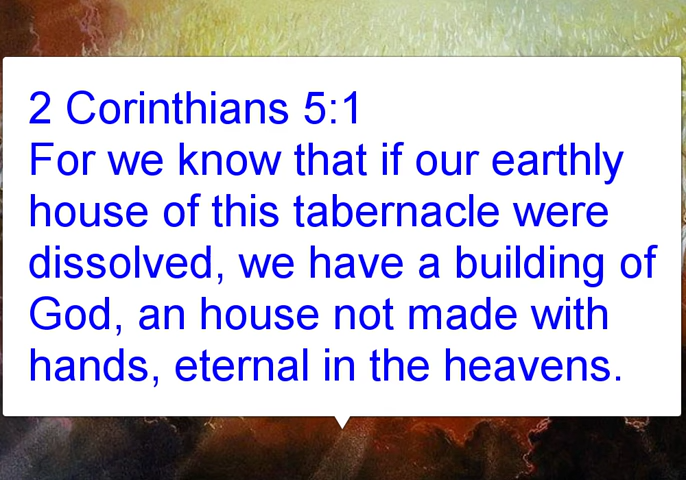 2 Corinthians 5:1
For we know that if our earthly
house of this tabernacle were
dissolved, we have a building of
God, an house not made with
hands, eternal in the heavens.